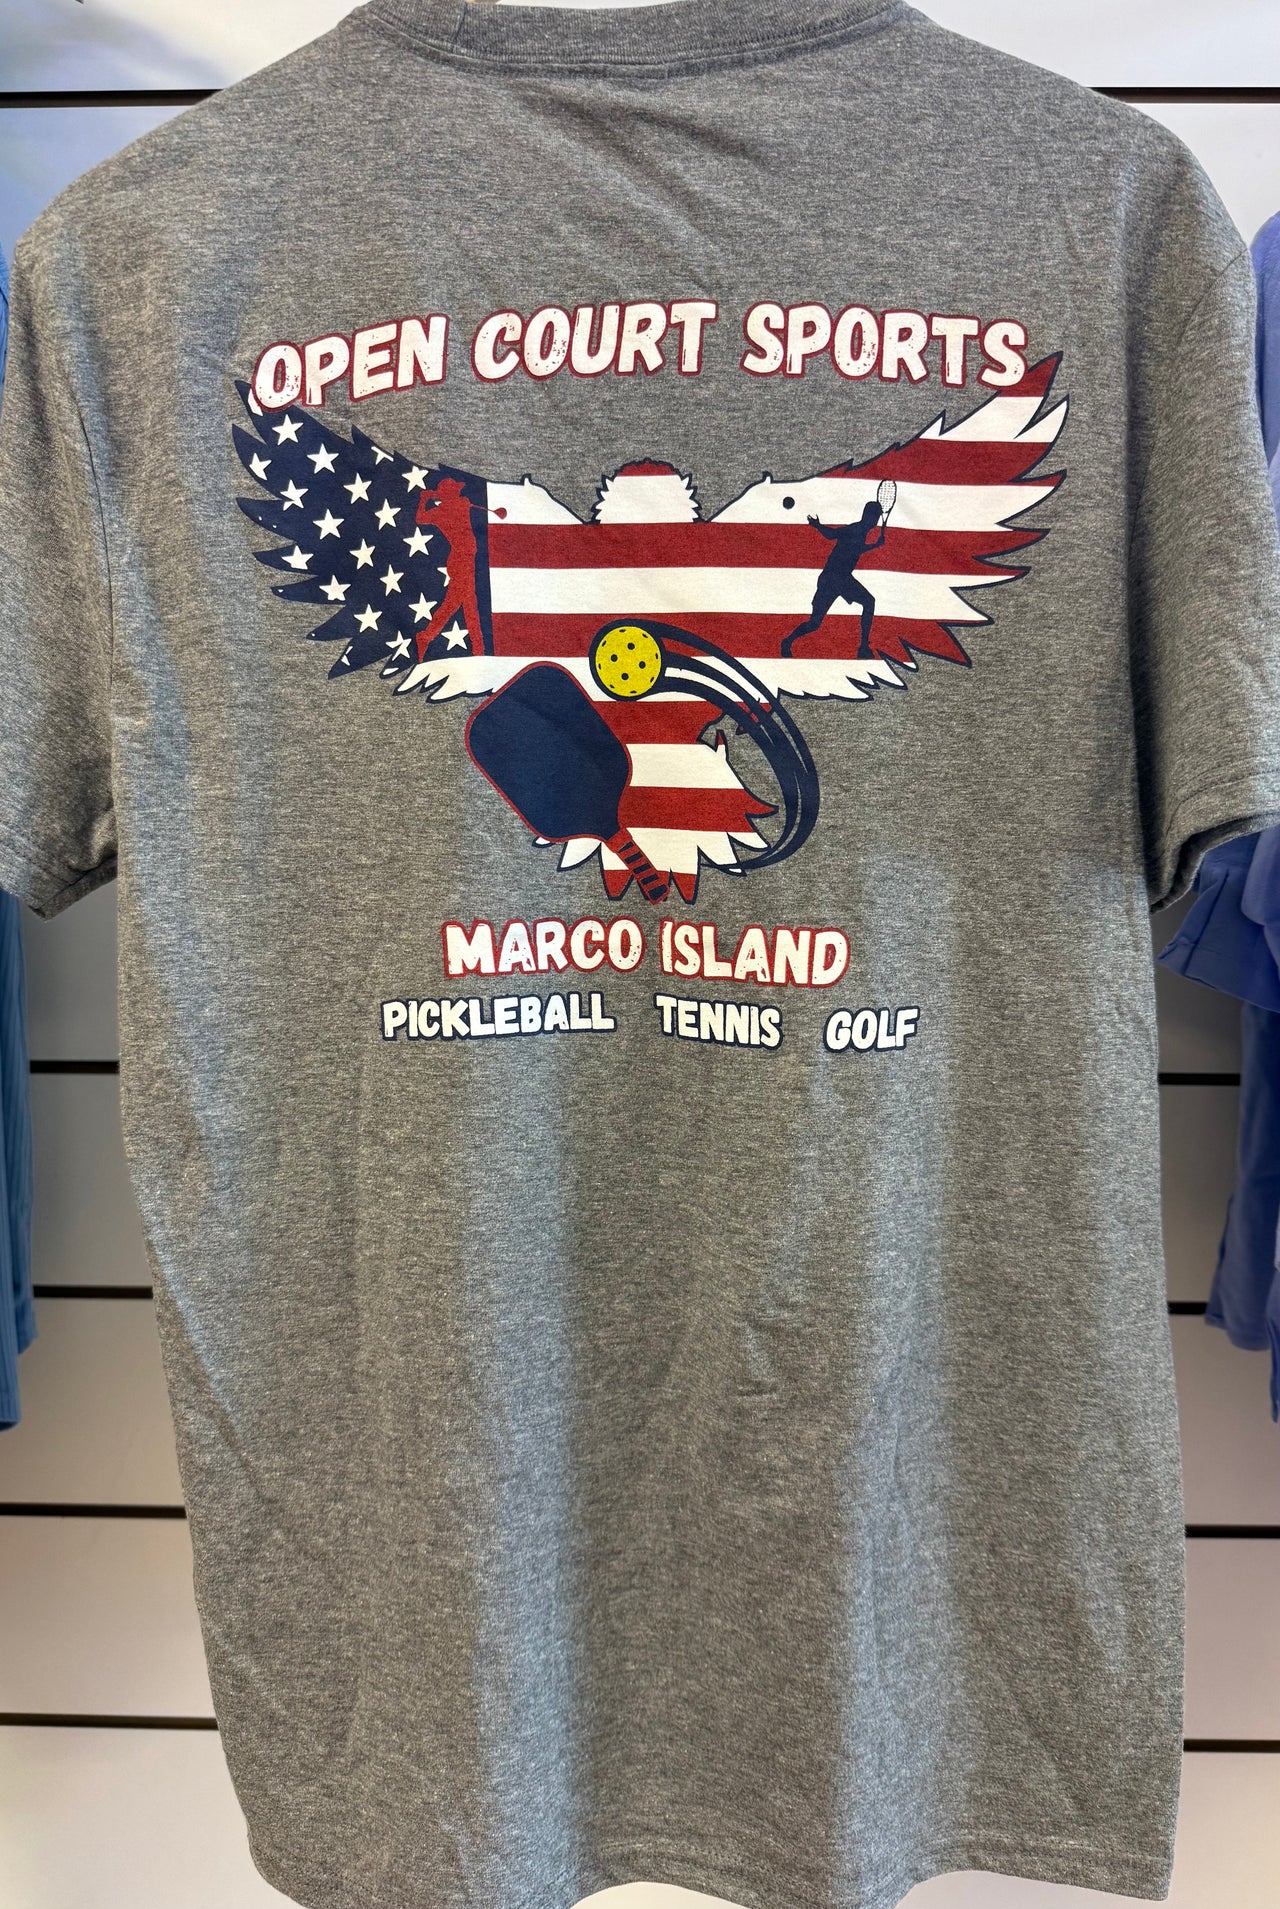 OPEN COURT SPORTS
MARCO ISLAND
PICKLEBALL TENNIS GOLF